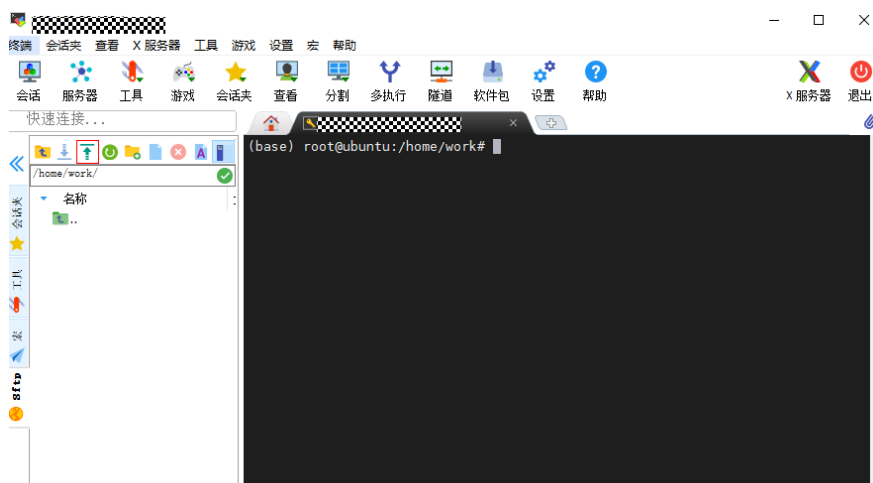 终端 会话夹 查看 X 服务器 工具 游戏 设置 宏 帮助
会话 服务器 工具 游戏 会话夹 查看 分割 多执行 隧道 软件包 设置 帮助 X 服务器 退出
快速连接...
(base) root@ubuntu:/home/work#
/home/work/
名称
..
会话夹
工具
宏
Sftp